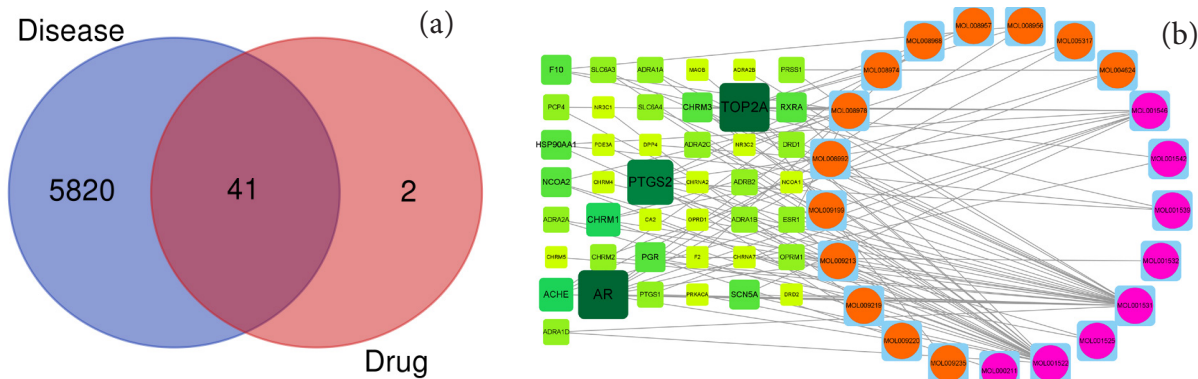 Disease
(a)
5820
41
2
Drug
(b)
F10
SLC6A3
ADRA1A
MAOB
ADRA2B
PRSS1
PCP4
NR3C1
SLC6A4
CHRM3
TOP2A
RXRA
HSP90AA1
PDE3A
DPP4
ADRA2C
NR3C2
DRD1
NCOA2
CHRM4
PTGS2
CHRNA2
ADRB2
NCOA1
ADRA2A
CHRM1
CA2
OPRD1
ADRA1B
ESR1
CHRM5
CHRM2
PGR
F2
CHRNA7
OPRM1
ACHE
AR
PTGS1
PRKACA
SCN5A
DRD2
ADRA1D
MOL008957
MOL008956
MOL008968
MOL005317
MOL008974
MOL004624
MOL008978
MOL001546
MOL006992
MOL001542
MOL009199
MOL001539
MOL009213
MOL001532
MOL009219
MOL001531
MOL009220
MOL001525
MOL009235
MOL000211
MOL001522